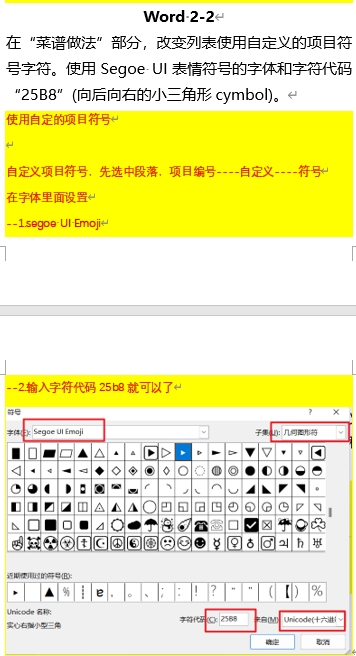 Word 2-2
在“菜谱做法”部分，改变列表使用自定义的项目符
号字符。使用 Segoe UI 表情符号的字体和字符代码
“25B8”(向后向右的小三角形 cymbol)。
使用自定的项目符号
自定义项目符号，先选中段落、项目编号----自定义----符号
在字体里面设置
--1.segoe UI Emoji
--2.输入字符代码 25b8 就可以了
符号
字体(F): Segoe UI Emoji 子集(U): 几何图形符
近期使用过的符号(R):
Unicode 名称:
实心右指小型三角 字符代码(C): 25B8 来自(M): Unicode(十六进制
确定 取消